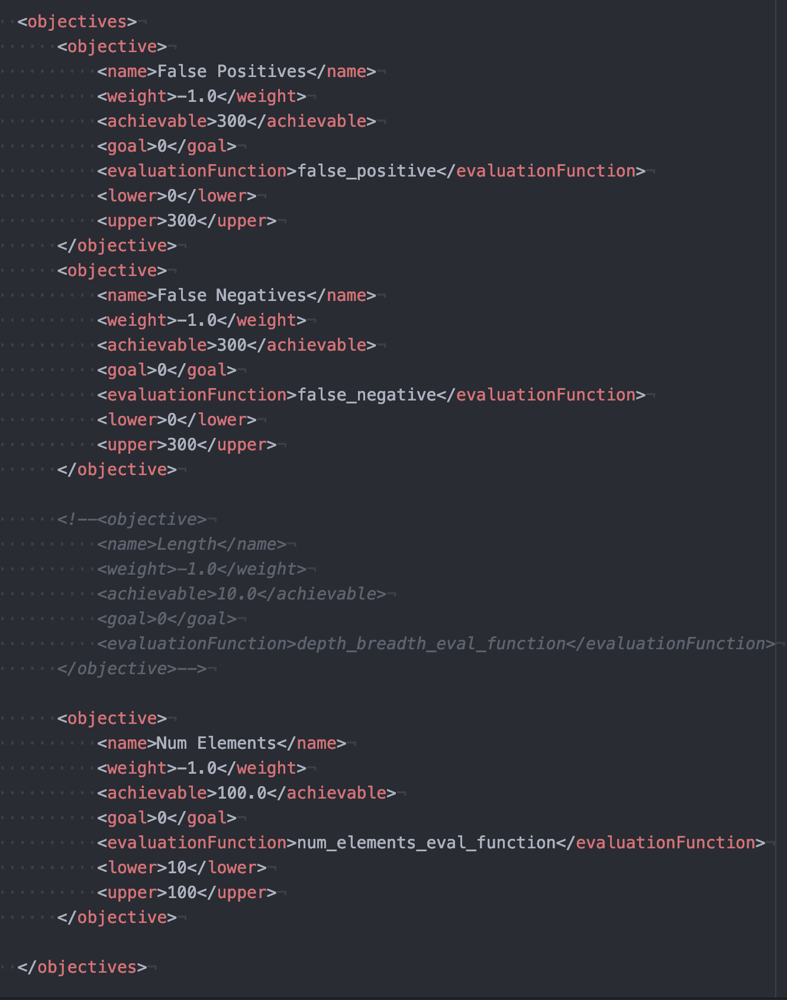 <objectives>
<objective>
<name>False Positives</name>
<weight>-1.0</weight>
<achievable>300</achievable>
<goal>0</goal>
<evaluationFunction>false_positive</evaluationFunction>
<lower>0</lower>
<upper>300</upper>
</objective>
<objective>
<name>False Negatives</name>
<weight>-1.0</weight>
<achievable>300</achievable>
<goal>0</goal>
<evaluationFunction>false_negative</evaluationFunction>
<lower>0</lower>
<upper>300</upper>
</objective>
<!--<objective>
<name>Length</name>
<weight>-1.0</weight>
<achievable>10.0</achievable>
<goal>0</goal>
<evaluationFunction>depth_breadth_eval_function</evaluationFunction>
</objective>-->
<objective>
<name>Num Elements</name>
<weight>-1.0</weight>
<achievable>100.0</achievable>
<goal>0</goal>
<evaluationFunction>num_elements_eval_function</evaluationFunction>
<lower>10</lower>
<upper>100</upper>
</objective>
</objectives>